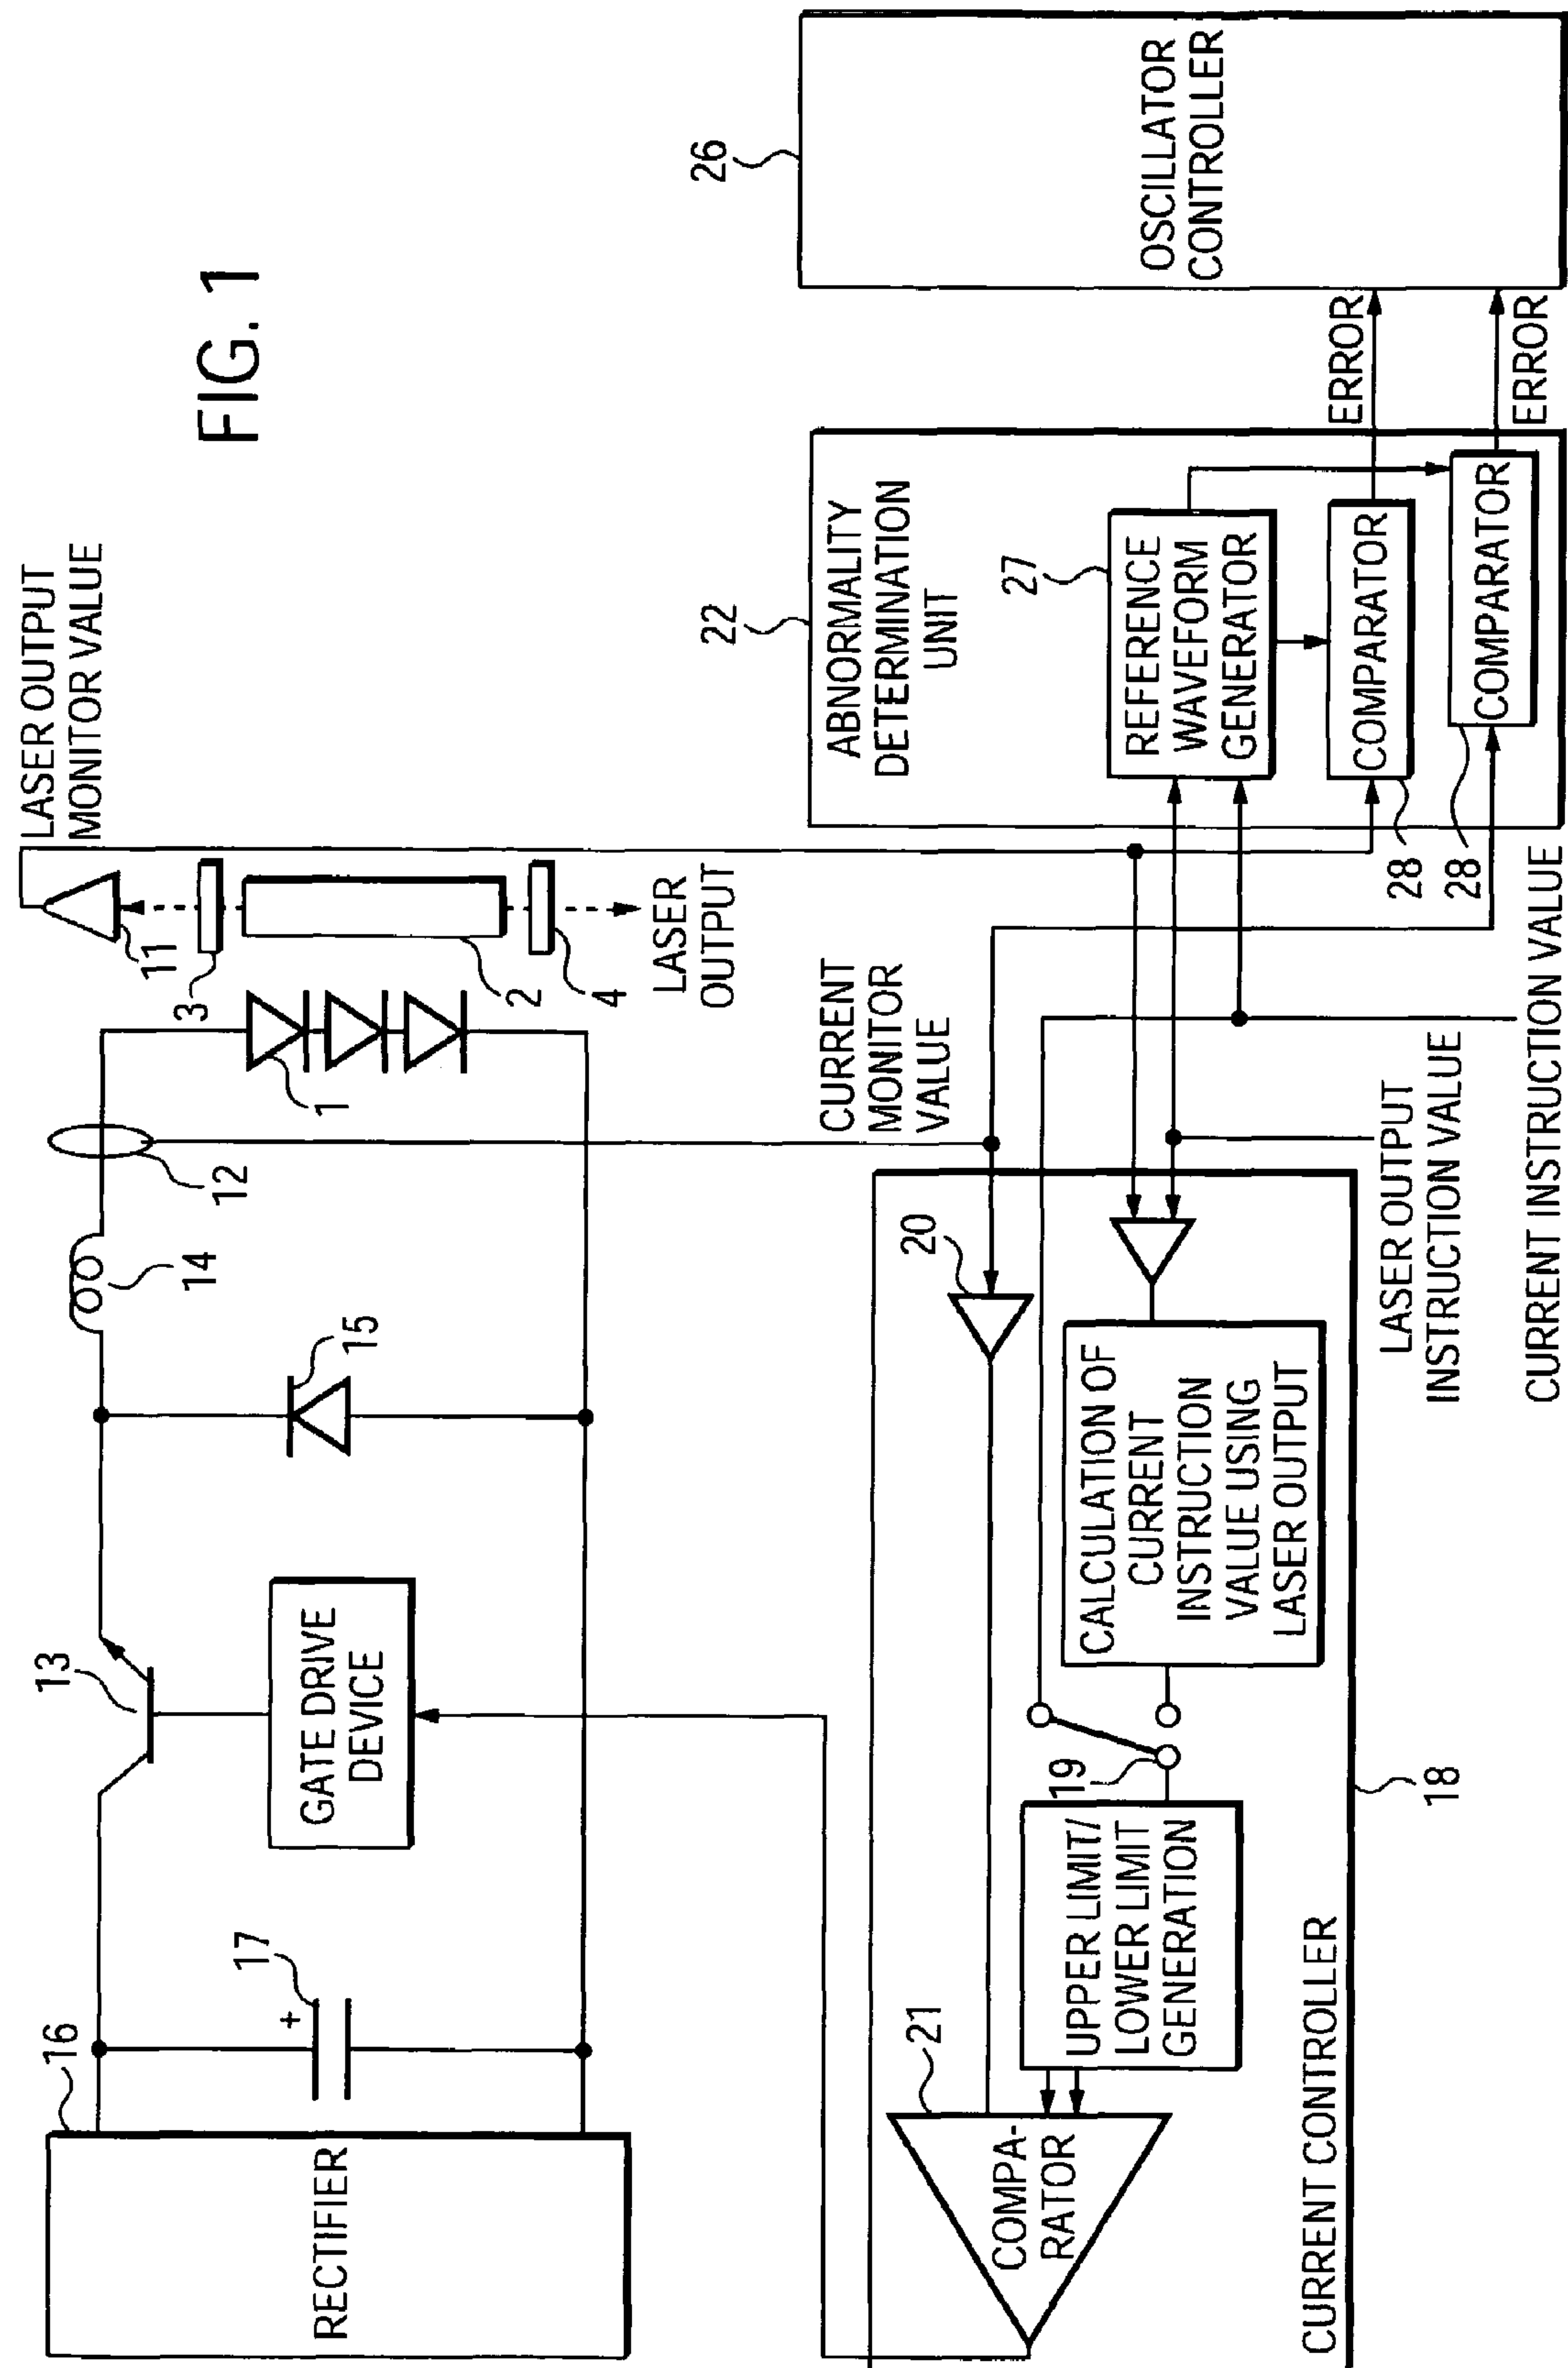 FIG. 1
RECTIFIER
16
17
+
13
GATE DRIVE
DEVICE
15
14
12
1
3
11
2
4
LASER OUTPUT
MONITOR VALUE
LASER
OUTPUT
CURRENT
MONITOR
VALUE
CURRENT CONTROLLER
18
21
COMPA-
RATOR
UPPER LIMIT/
LOWER LIMIT
GENERATION
19
CALCULATION OF
CURRENT
INSTRUCTION
VALUE USING
LASER OUTPUT
20
LASER OUTPUT
INSTRUCTION VALUE
CURRENT INSTRUCTION VALUE
22
ABNORMALITY
DETERMINATION
UNIT
27
REFERENCE
WAVEFORM
GENERATOR
COMPARATOR
28
COMPARATOR
28
ERROR
ERROR
26
OSCILLATOR
CONTROLLER